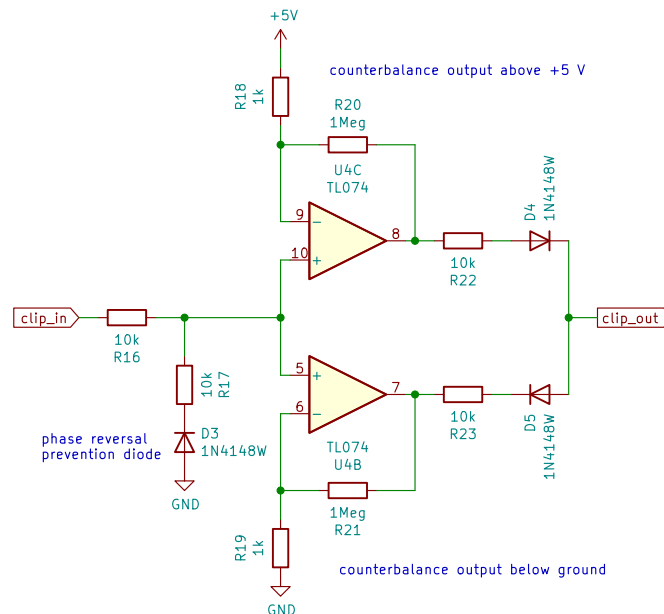 +5V
counterbalance output above +5 V
R18
1k
R20
1Meg
U4C
TL074
9
8
10
D4
1N4148W
10k
R22
clip_in
clip_out
10k
R16
5
6
7
10k
R17
D3
1N4148W
phase reversal
prevention diode
GND
TL074
U4B
10k
R23
D5
1N4148W
1Meg
R21
R19
1k
counterbalance output below ground
GND